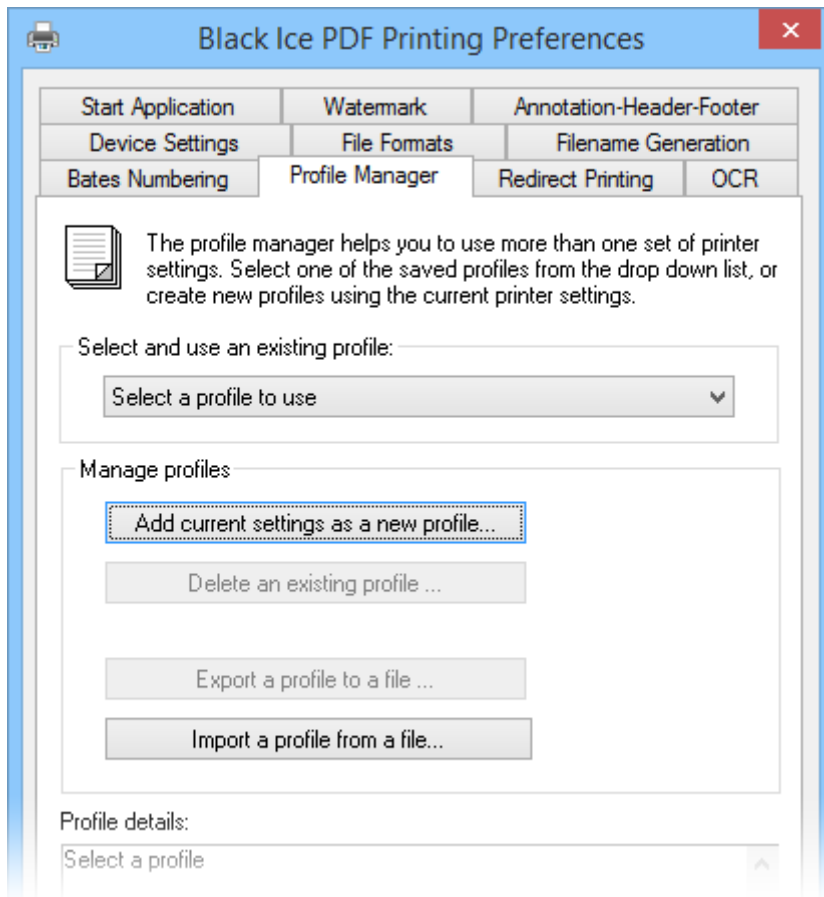 Black Ice PDF Printing Preferences
Start Application
Watermark
Annotation-Header-Footer
Device Settings
File Formats
Filename Generation
Bates Numbering
Profile Manager
Redirect Printing
OCR
The profile manager helps you to use more than one set of printer
settings. Select one of the saved profiles from the drop down list, or
create new profiles using the current printer settings.
Select and use an existing profile:
Select a profile to use
Manage profiles
Add current settings as a new profile...
Delete an existing profile ...
Export a profile to a file ...
Import a profile from a file...
Profile details:
Select a profile